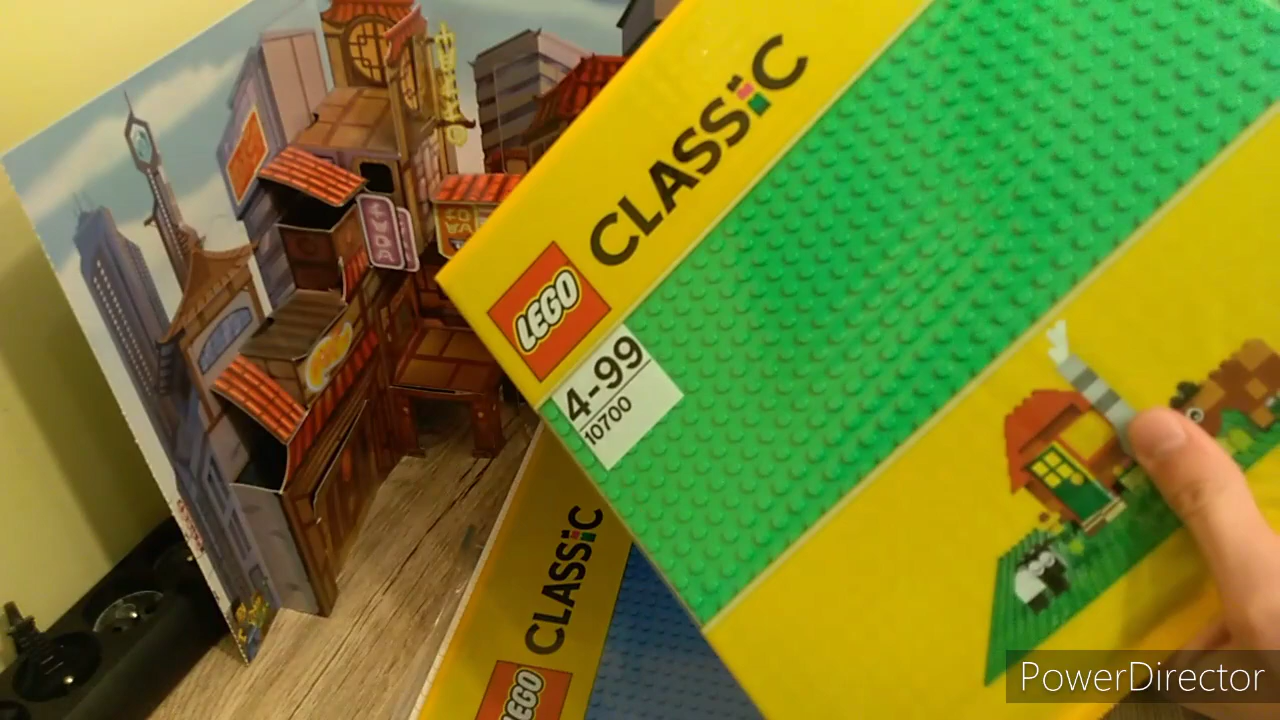 CLASSIC
LEGO
4-99
10700
CLASSIC
LEGO
PowerDirector